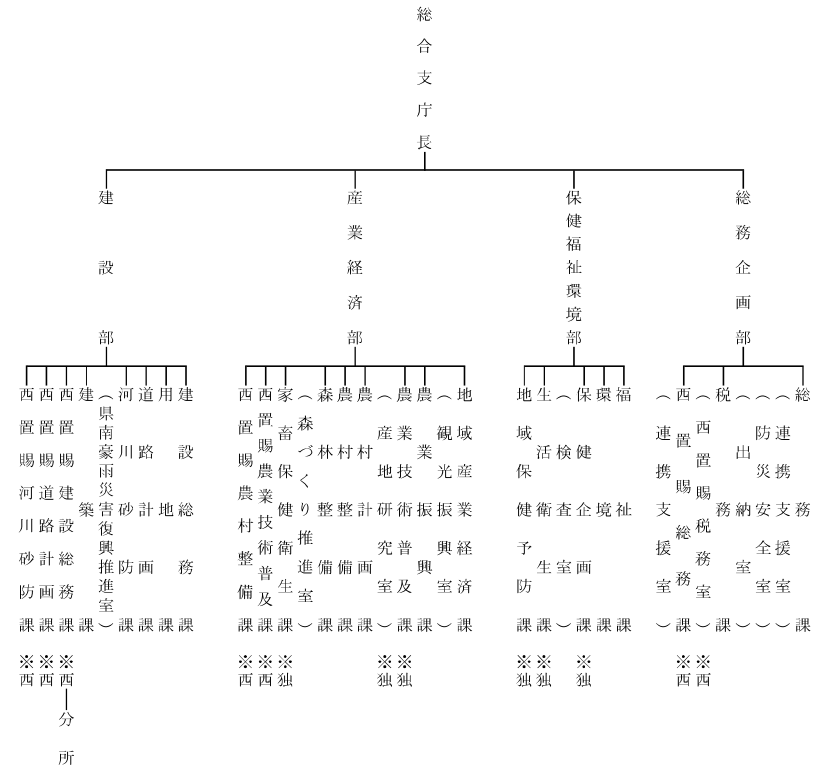 総合支庁長
総務企画部
保健福祉環境部
産業経済部
建設部
総務課
（連携支援室）
（防災安全室）
（出納室）
税務課
（西置賜税務室）※西
西置賜総務課※西
（連携支援室）
福祉課
環境課
保健企画課※独
（検査室）
生活衛生課※独
地域保健予防課※独
地域産業経済課
（観光振興室）
農業振興課
農業技術普及課※独
（産地研究室）※独
農村計画課
農村整備課
森林整備課
（森づくり推進室）
家畜保健衛生課※独
西置賜農業技術普及課※西
西置賜農村整備課※西
建設総務課
用地課
道路計画課
河川砂防課
（県南豪雨災害復興推進室）
建築課
西置賜建設総務課※西
分所
西置賜道路計画課※西
西置賜河川砂防課※西